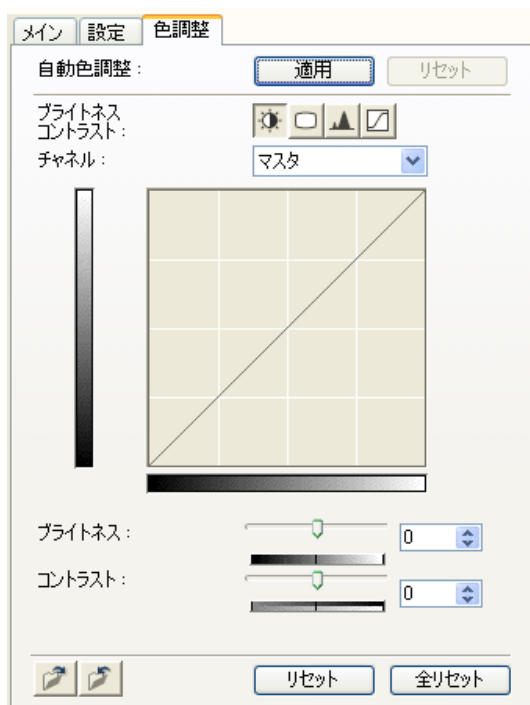 メイン 設定 色調整
自動色調整： 適用 リセット
ブライトネス
コントラスト：
チャネル： マスタ
ブライトネス： 0
コントラスト： 0
リセット 全リセット